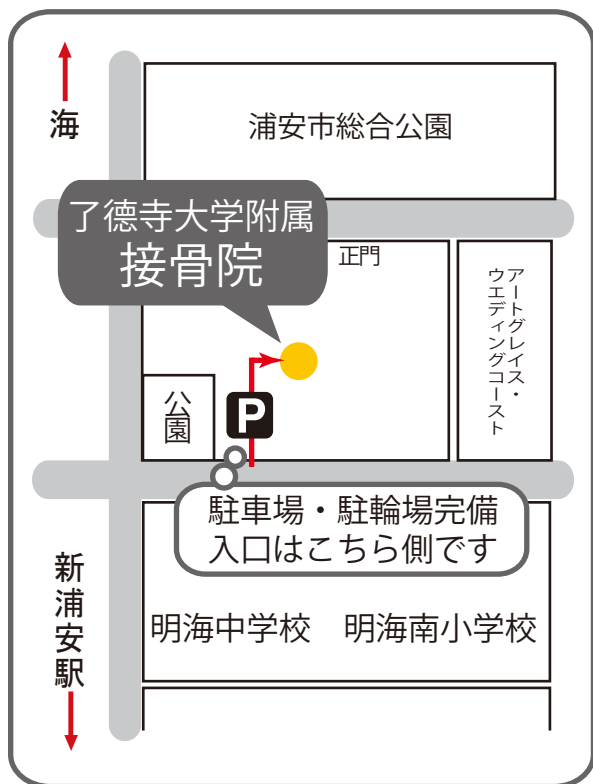 海
浦安市総合公園
了德寺大学附属
接骨院
正門
アートグレイス・
ウエディングコースト
公園
P
駐車場・駐輪場完備
入口はこちら側です
新浦安駅
明海中学校
明海南小学校